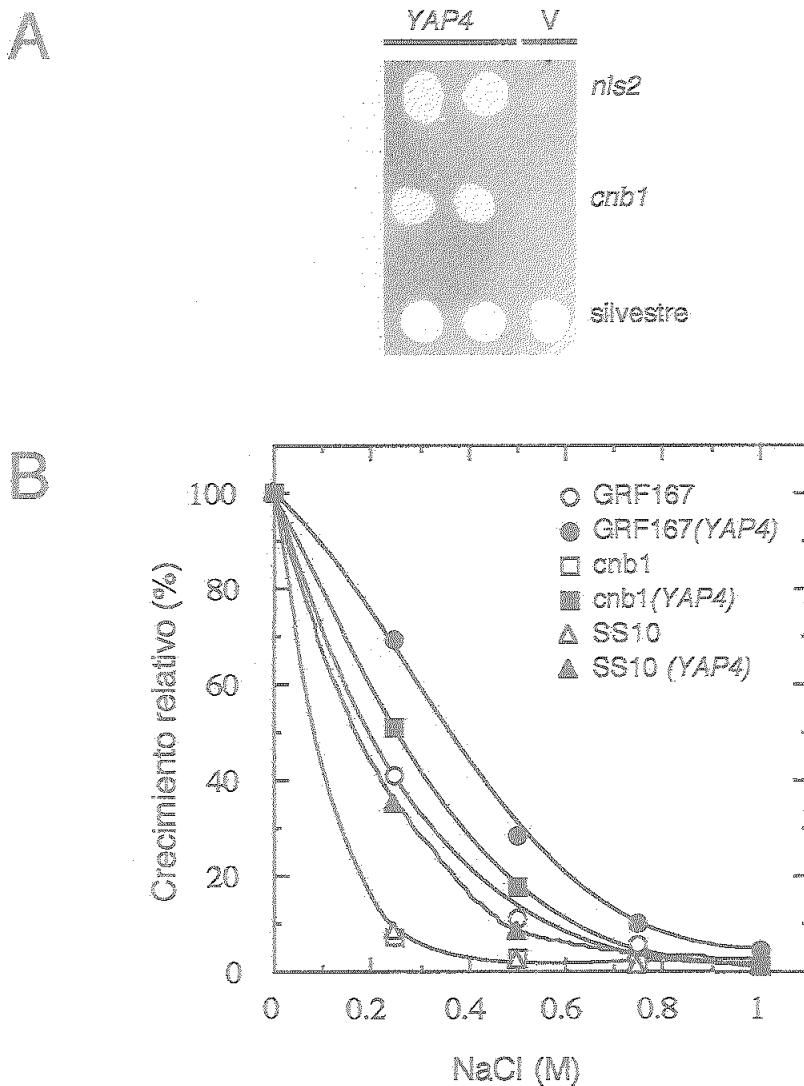 A
YAP4 V
nls2
cnb1
silvestre
B
Crecimiento relativo (%)
100
80
60
40
20
0
GRF167
GRF167(YAP4)
cnb1
cnb1(YAP4)
SS10
SS10 (YAP4)
0 0.2 0.4 0.6 0.8 1
NaCl (M)